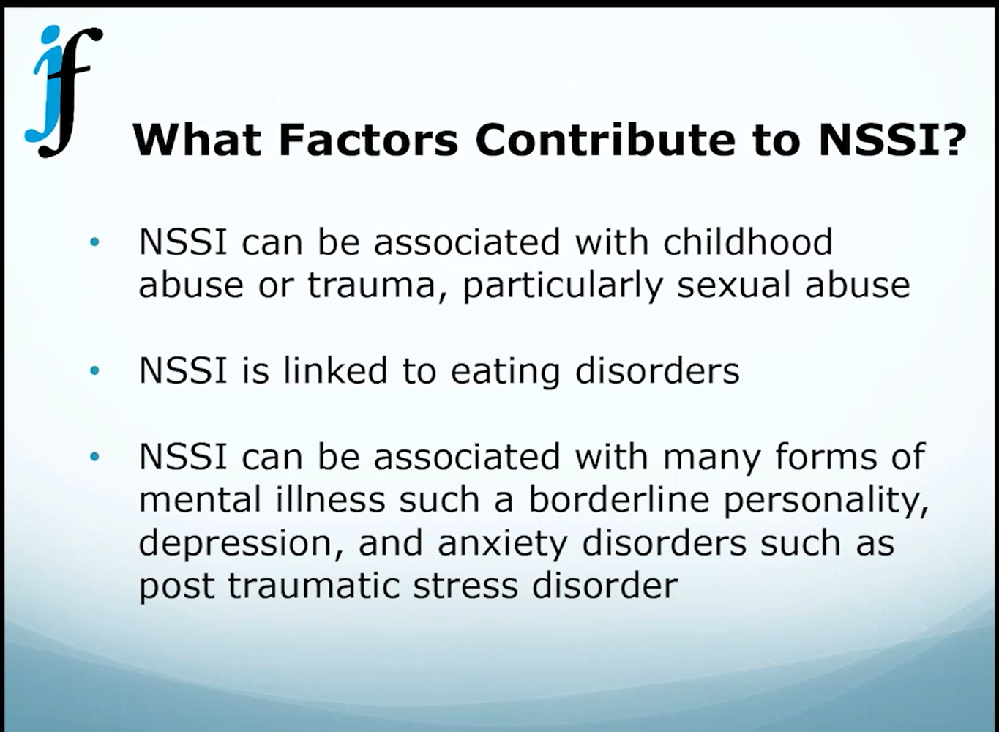 jf
What Factors Contribute to NSSI?
• NSSI can be associated with childhood
abuse or trauma, particularly sexual abuse
• NSSI is linked to eating disorders
• NSSI can be associated with many forms of
mental illness such a borderline personality,
depression, and anxiety disorders such as
post traumatic stress disorder